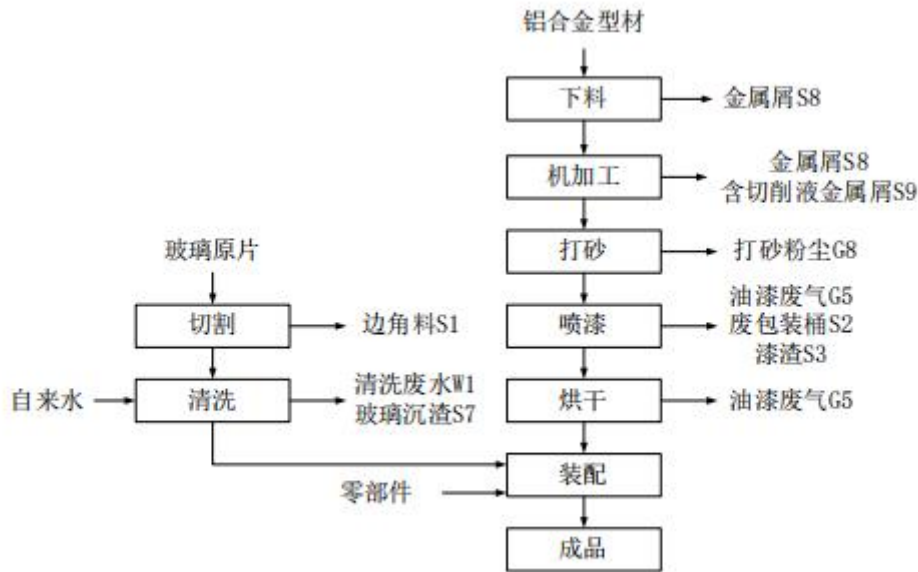 铝合金型材
下料
金属屑S8
机加工
金属屑S8
含切削液金属屑S9
打砂
打砂粉尘G8
玻璃原片
切割
边角料S1
喷漆
油漆废气G5
废包装桶S2
漆渣S3
自来水
清洗
清洗废水W1
玻璃沉渣S7
烘干
油漆废气G5
装配
零部件
成品